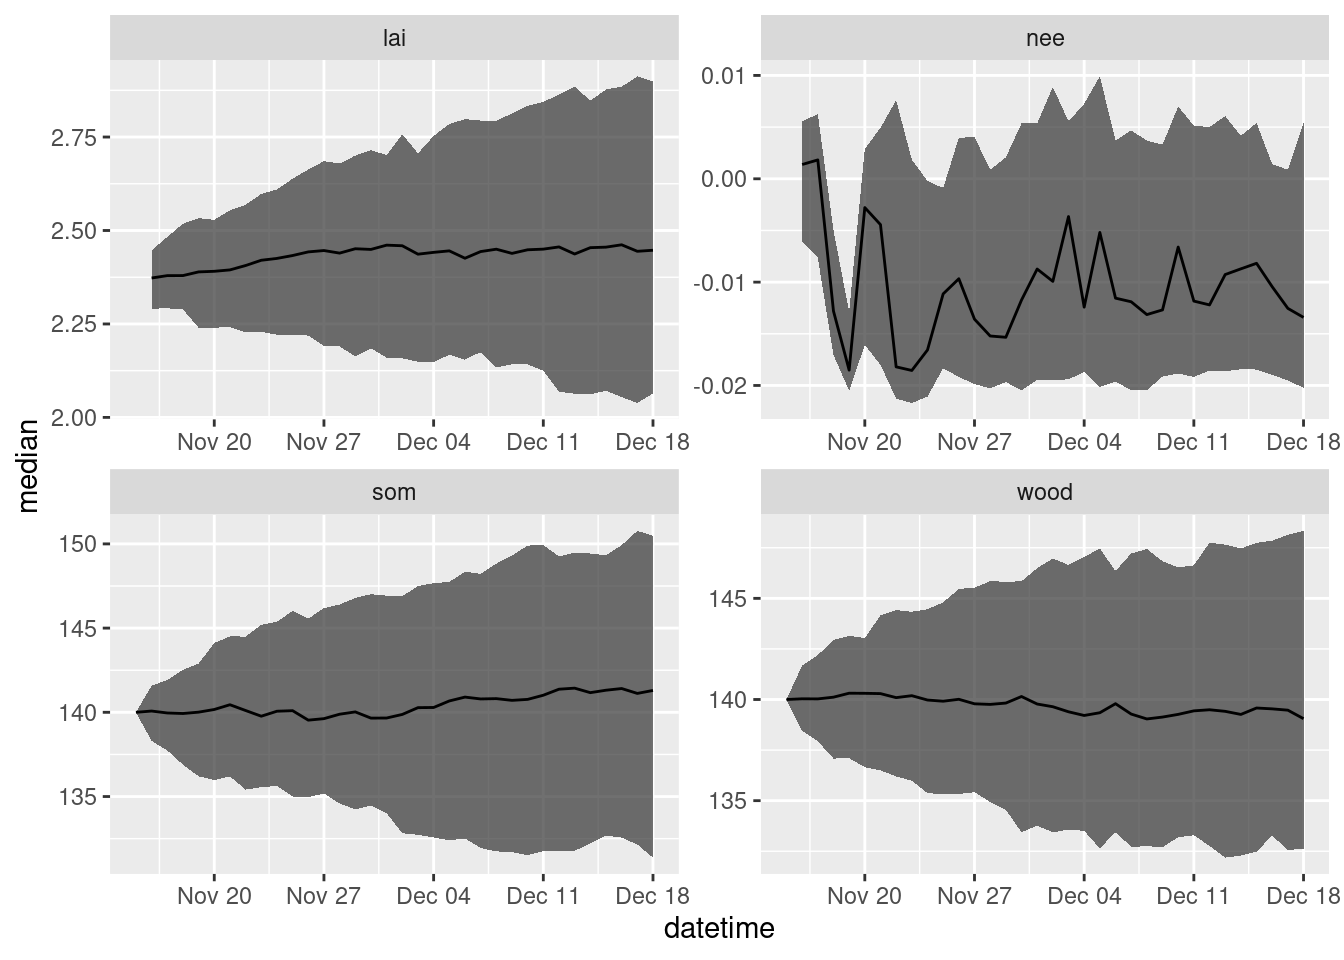 lai
nee
2.75
2.50
2.25
2.00
0.01
0.00
-0.01
-0.02
Nov 20 Nov 27 Dec 04 Dec 11 Dec 18
Nov 20 Nov 27 Dec 04 Dec 11 Dec 18
median
som
wood
150
145
140
135
145
140
135
Nov 20 Nov 27 Dec 04 Dec 11 Dec 18
Nov 20 Nov 27 Dec 04 Dec 11 Dec 18
datetime